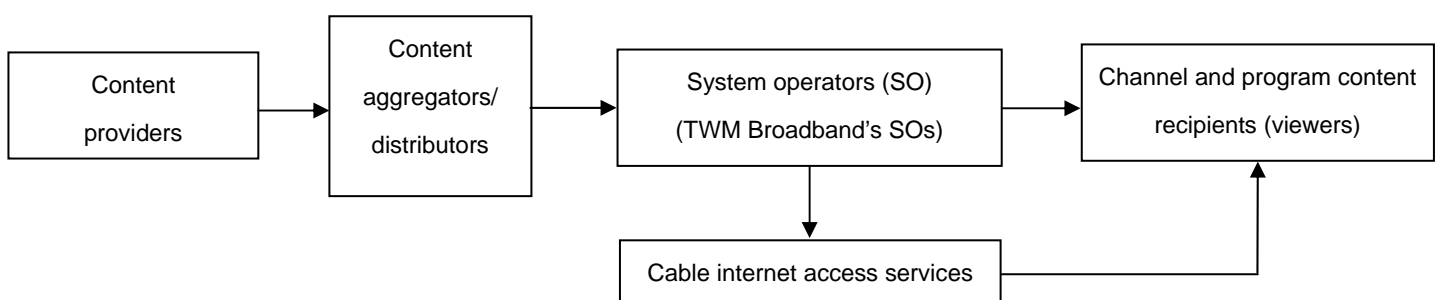 Content
providers
Content
aggregators/
distributors
System operators (SO)
(TWM Broadband’s SOs)
Channel and program content
recipients (viewers)
Cable internet access services